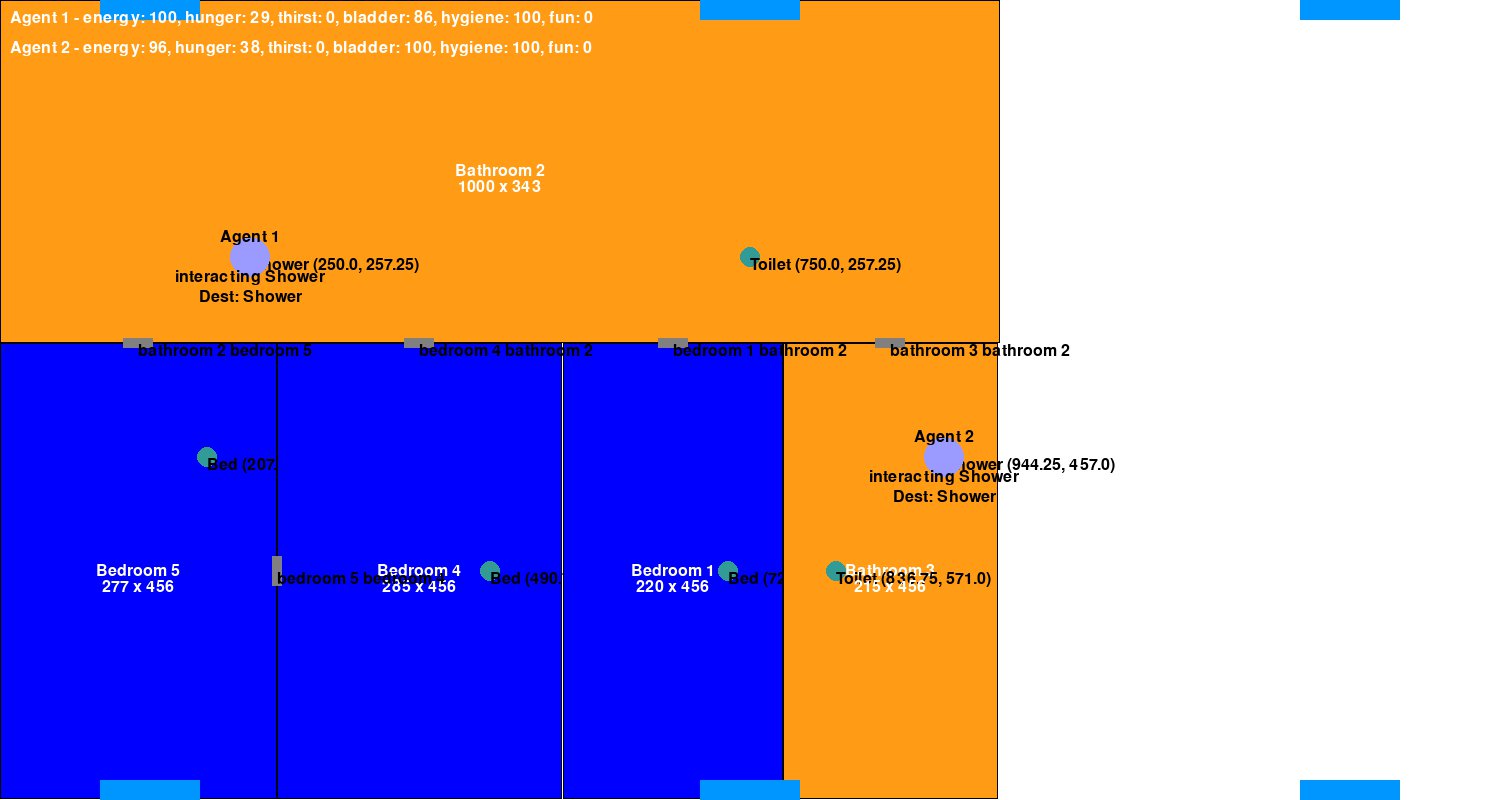 Agent 1 - energy: 100, hunger: 29, thirst: 0, bladder: 86, hygiene: 100, fun: 0
Agent 2 - energy: 96, hunger: 38, thirst: 0, bladder: 100, hygiene: 100, fun: 0
Bathroom 2
1000 x 343
Agent 1
ower (250.0, 257.25)
interacting Shower
Dest: Shower
Toilet (750.0, 257.25)
bathroom 2 bedroom 5
bedroom 4 bathroom 2
bedroom 1 bathroom 2
bathroom 3 bathroom 2
Agent 2
ower (944.25, 457.0)
interacting Shower
Dest: Shower
Bed (207.
Bedroom 5
277 x 456
bedroom 5 bedroom 4
Bedroom 4
285 x 456
Bed (490.
Bedroom 1
220 x 456
Bed (72
Toilet (836.75, 571.0)
Bathroom 3
215 x 456